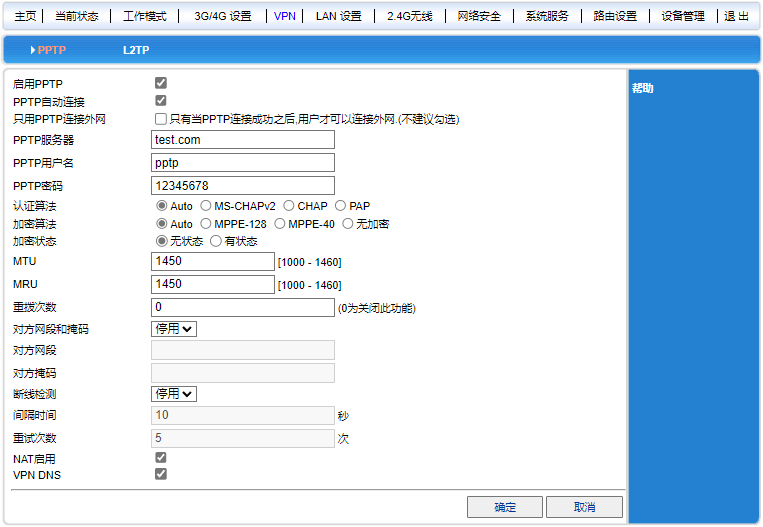 主页 当前状态 工作模式 3G/4G 设置 VPN LAN 设置 2.4G无线 网络安全 系统服务 路由设置 设备管理 退 出
PPTP L2TP
帮助
启用PPTP
PPTP自动连接
只用PPTP连接外网 只有当PPTP连接成功之后,用户才可以连接外网.(不建议勾选)
PPTP服务器 test.com
PPTP用户名 pptp
PPTP密码 12345678
认证算法 Auto MS-CHAPv2 CHAP PAP
加密算法 Auto MPPE-128 MPPE-40 无加密
加密状态 无状态 有状态
MTU 1450 [1000 - 1460]
MRU 1450 [1000 - 1460]
重拨次数 0 (0为关闭此功能)
对方网段和掩码 停用
对方网段
对方掩码
断线检测 停用
间隔时间 10 秒
重试次数 5 次
NAT启用
VPN DNS
确定 取消